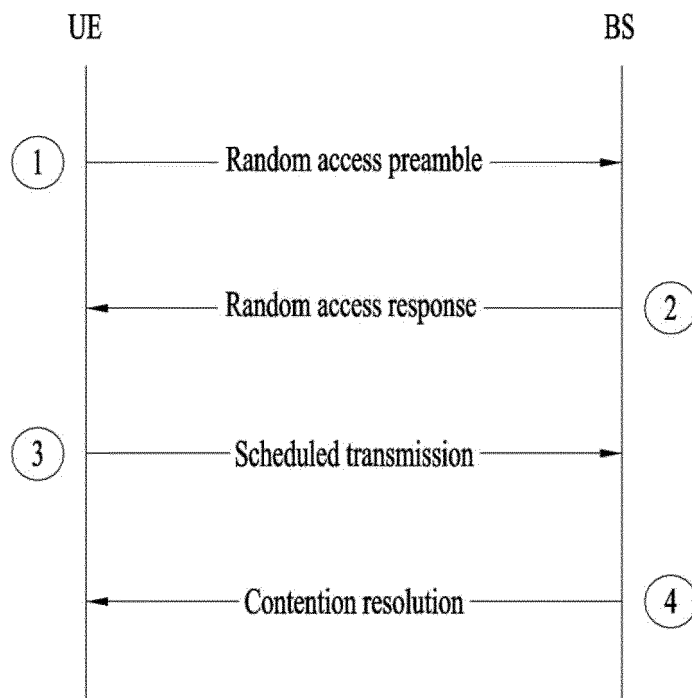 UE BS
1 Random access preamble
Random access response 2
3 Scheduled transmission
Contention resolution 4